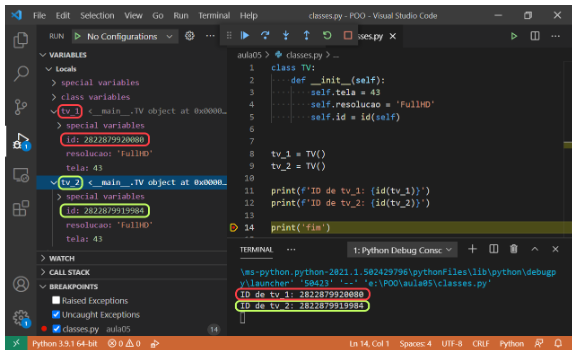 File Edit Selection View Go Run Terminal Help classes.py - POO - Visual Studio Code
RUN No Configurations ... sses.py
VARIABLES
Locals
special variables
class variables
tv_1 <__main__.TV object at 0x0000…
special variables
id: 2822879920080
resolucao: 'FullHD'
tela: 43
tv_2 <__main__.TV object at 0x0000…
special variables
id: 2822879919984
resolucao: 'FullHD'
tela: 43
WATCH
CALL STACK
BREAKPOINTS
Raised Exceptions
Uncaught Exceptions
classes.py aula05 14
aula05 > classes.py > ...
1 class TV:
2 def __init__(self):
3 self.tela = 43
4 self.resolucao = 'FullHD'
5 self.id = id(self)
6
7
8 tv_1 = TV()
9 tv_2 = TV()
10
11 print(f'ID de tv_1: {id(tv_1)}')
12 print(f'ID de tv_2: {id(tv_2)}')
13
14 print('fim')
TERMINAL ... 1: Python Debug Consc
\ms-python.python-2021.1.502429796\pythonFiles\lib\python\debugp
y\launcher' '50423' '--' 'e:\POO\aula05\classes.py'
ID de tv_1: 2822879920080
ID de tv_2: 2822879919984
Python 3.9.1 64-bit 0 0 Ln 14, Col 1 Spaces: 4 UTF-8 CRLF Python